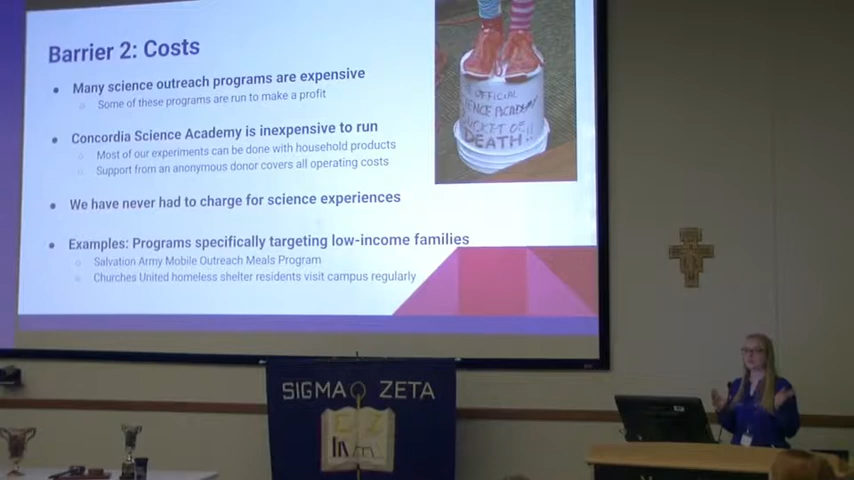 Barrier 2: Costs
Many science outreach programs are expensive
Some of these programs are run to make a profit
Concordia Science Academy is inexpensive to run
Most of our experiments can be done with household products
Support from an anonymous donor covers all operating costs
We have never had to charge for science experiences
Examples: Programs specifically targeting low-income families
Salvation Army Mobile Outreach Meals Program
Churches United homeless shelter residents visit campus regularly
OFFICIAL
SCIENCE ACADEMY
BUCKET OF
DEATH!!
SIGMA ZETA